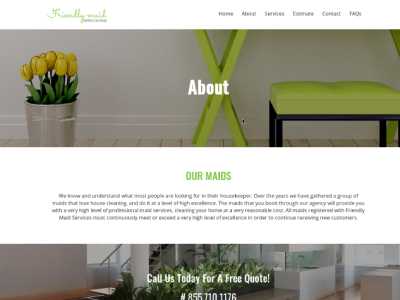 Friendly maid
Home About Services Estimate Contact FAQs
About
OUR MAIDS
We know and understand what most people are looking for in their housekeeper. Over the years we have gathered a group of
maids that love house cleaning, and do it at a level of high excellence. The maids that you book through our agency will provide you
with a very high level of professional maid services, cleaning your home at a very reasonable cost. All maids registered with Friendly
Maid Services must continuously meet or exceed a very high level of excellence in order to continue receiving new customers.
Call Us Today For A Free Quote!
# 855.710.1176